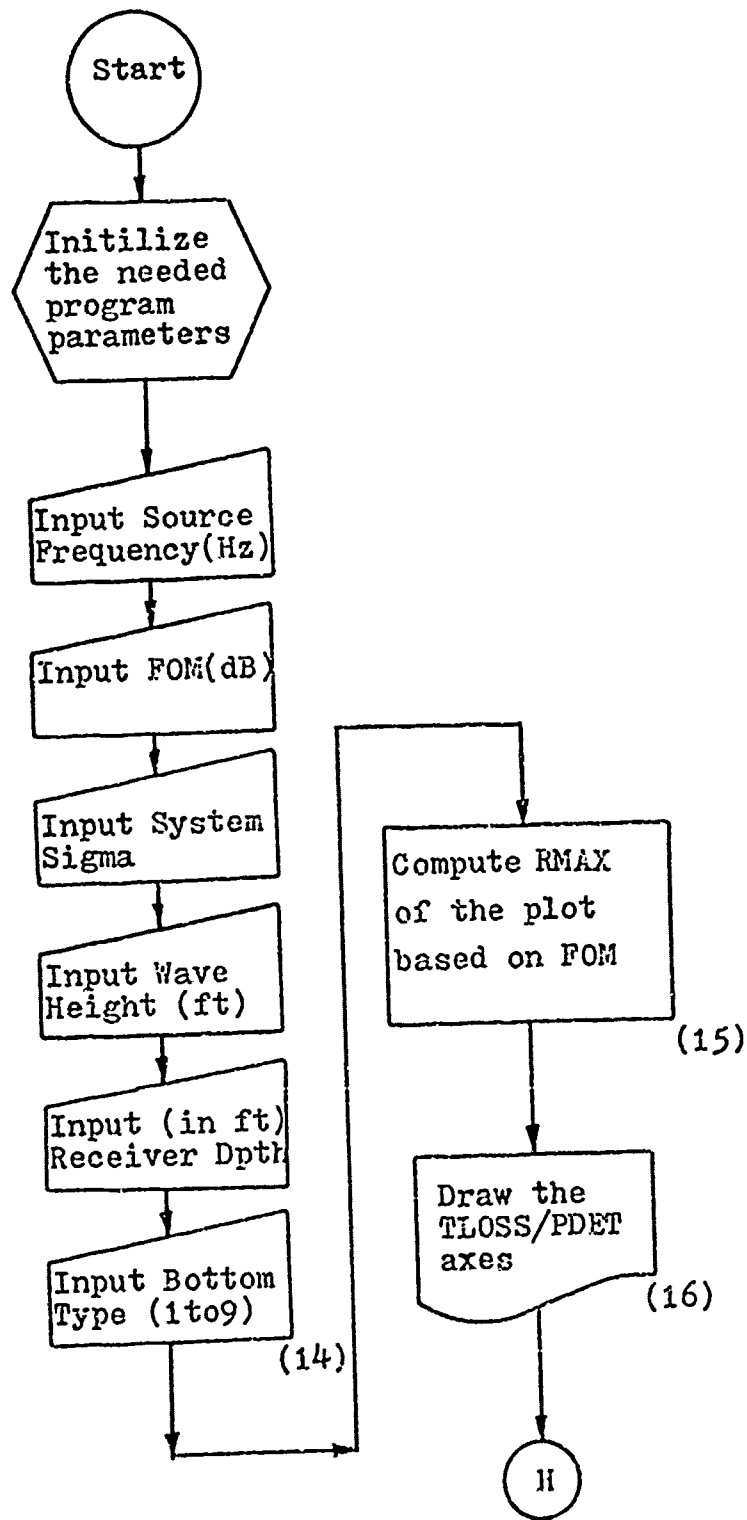 Start
Initilize
the needed
program
parameters
Input Source
Frequency(Hz)
Input FOM(dB)
Input System
Sigma
Input Wave
Height (ft)
Input (in ft)
Receiver Dpth
Input Bottom
Type (1to9)
(14)
Compute RMAX
of the plot
based on FOM
(15)
Draw the
TLOSS/PDET
axes
(16)
H